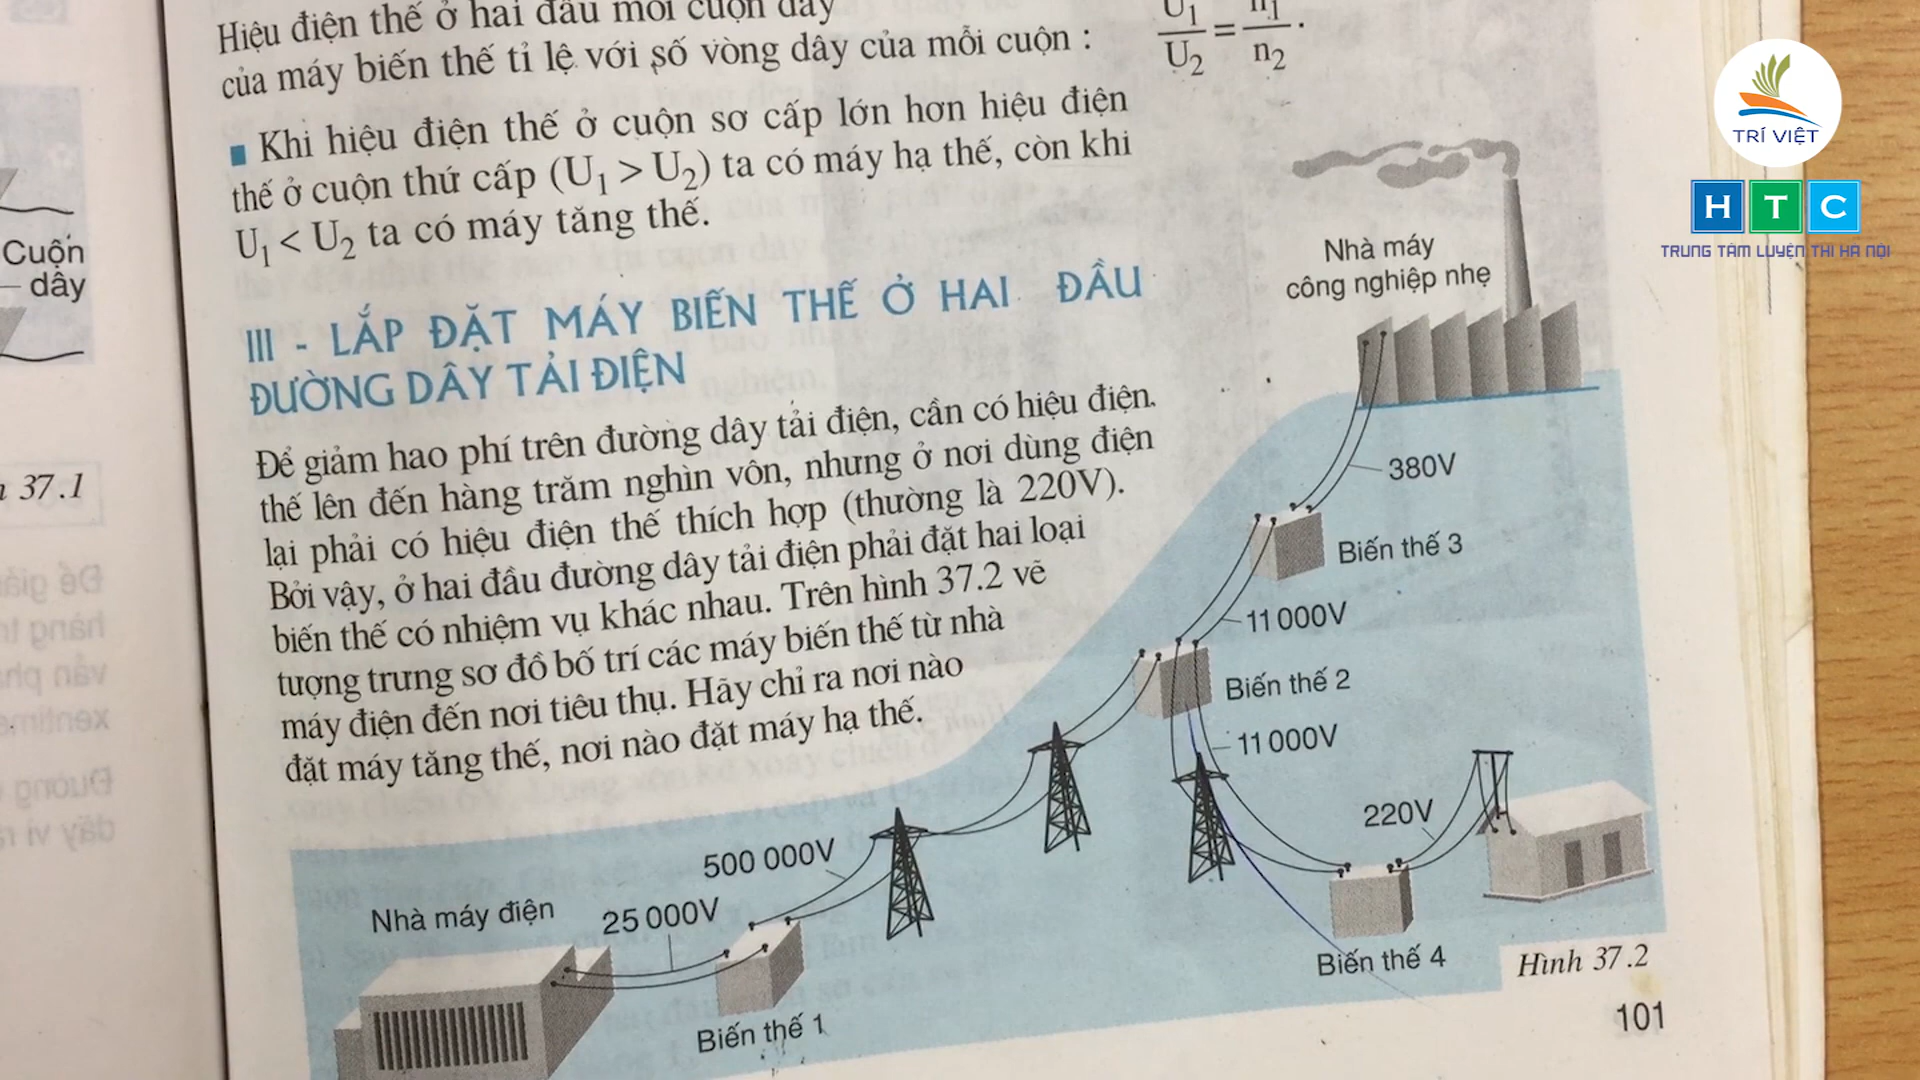 Hiệu điện thế ở hai đầu mỗi cuộn dây
của máy biến thế tỉ lệ với số vòng dây của mỗi cuộn :
U1/U2 = n1/n2.
■ Khi hiệu điện thế ở cuộn sơ cấp lớn hơn hiệu điện
thế ở cuộn thứ cấp (U1 > U2) ta có máy hạ thế, còn khi
U1 < U2 ta có máy tăng thế.
III - LẮP ĐẶT MÁY BIẾN THẾ Ở HAI ĐẦU
ĐƯỜNG DÂY TẢI ĐIỆN
Để giảm hao phí trên đường dây tải điện, cần có hiệu điện
thế lên đến hàng trăm nghìn vôn, nhưng ở nơi dùng điện
lại phải có hiệu điện thế thích hợp (thường là 220V).
Bởi vậy, ở hai đầu đường dây tải điện phải đặt hai loại
biến thế có nhiệm vụ khác nhau. Trên hình 37.2 vẽ
tượng trưng sơ đồ bố trí các máy biến thế từ nhà
máy điện đến nơi tiêu thụ. Hãy chỉ ra nơi nào
đặt máy tăng thế, nơi nào đặt máy hạ thế.
Cuộn
dây
37.1
TRÍ VIỆT
H T C
TRUNG TÂM LUYỆN THI HÀ NỘI
Nhà máy
công nghiệp nhẹ
380V
Biến thế 3
11 000V
Biến thế 2
11 000V
220V
500 000V
Nhà máy điện
25 000V
Biến thế 1
Biến thế 4
Hình 37.2
101